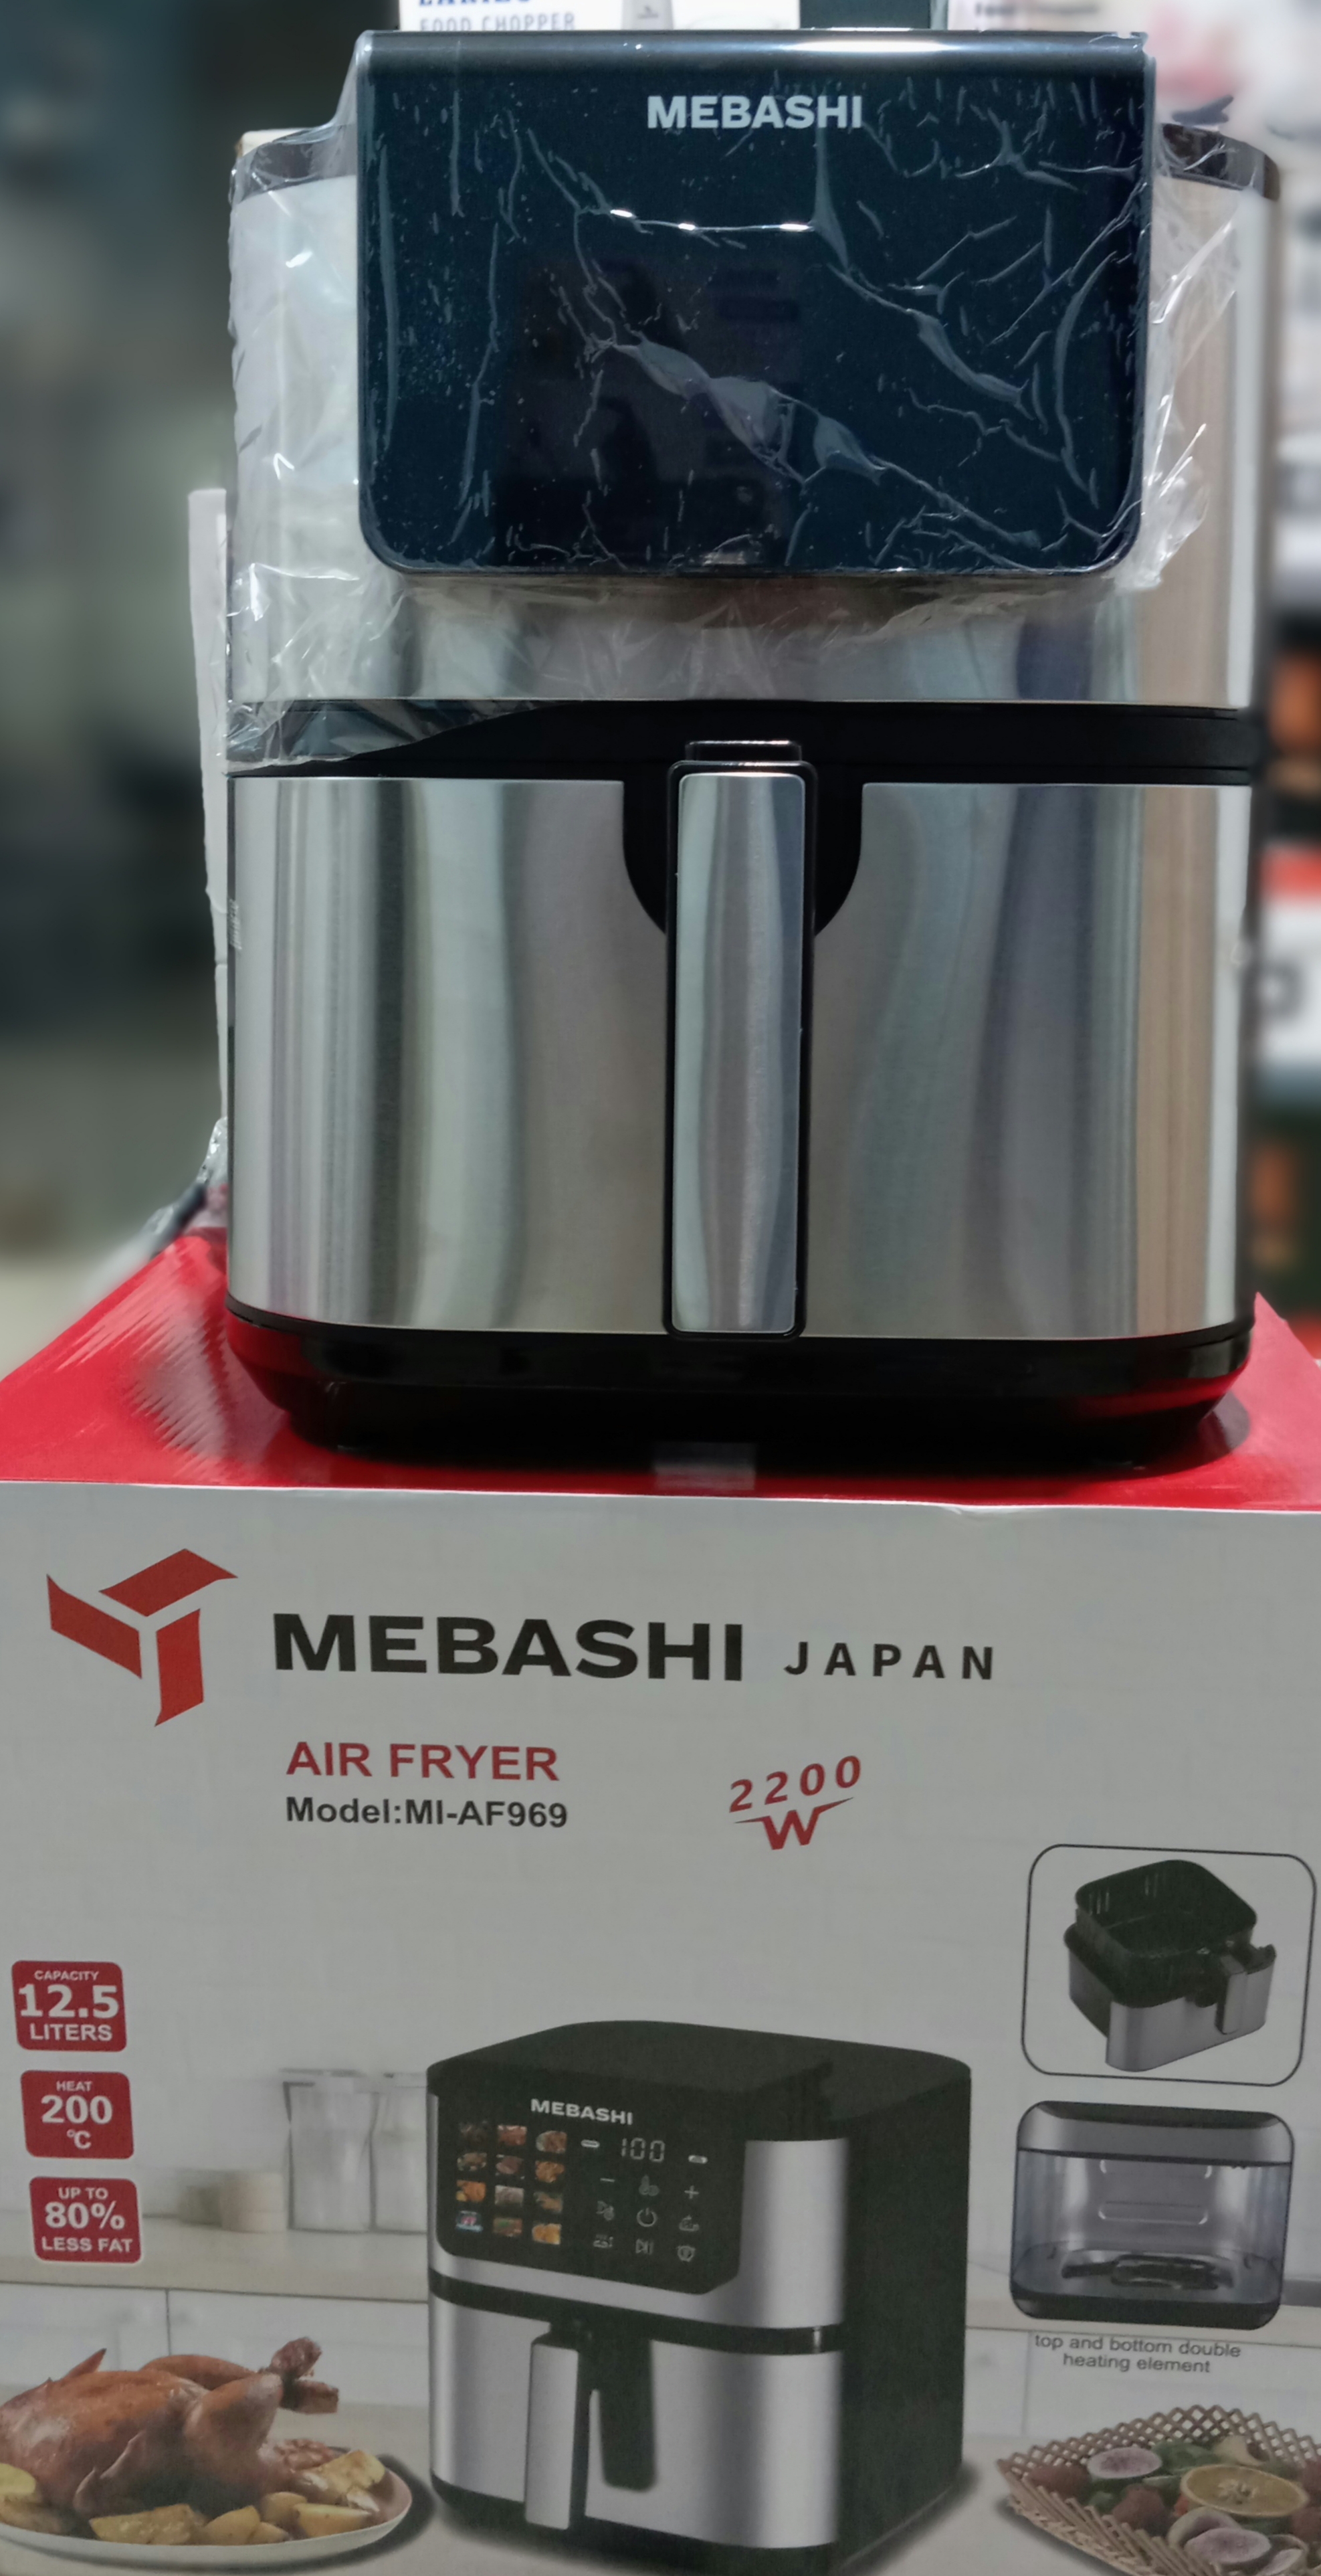 FOOD CHOPPER
MEBASHI
MEBASHI JAPAN
AIR FRYER
Model:MI-AF969
2200
W
CAPACITY
12.5
LITERS
HEAT
200
℃
UP TO
80%
LESS FAT
MEBASHI
100
top and bottom double
heating element